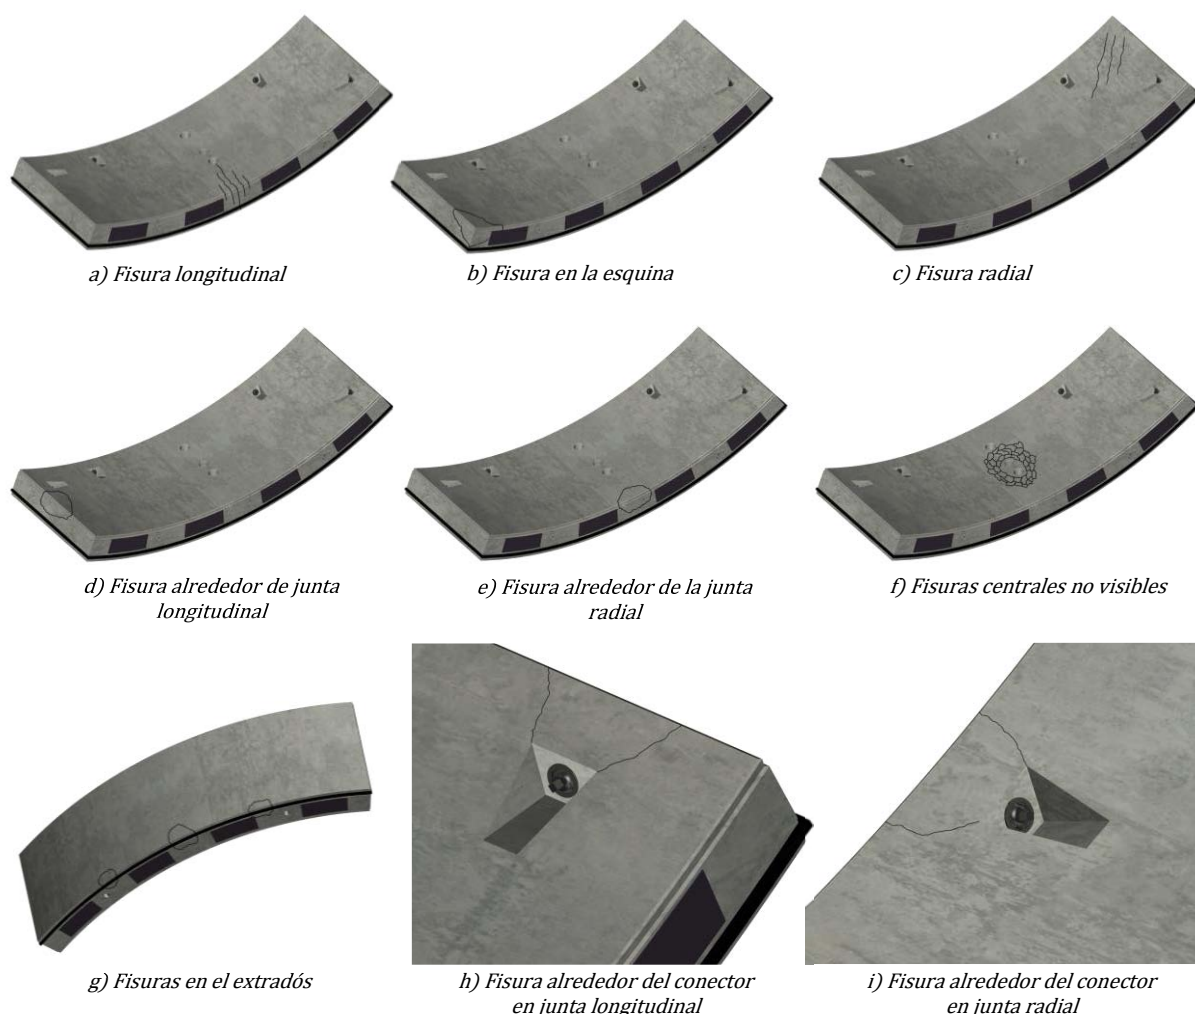 a) Fisura longitudinal
b) Fisura en la esquina
c) Fisura radial
d) Fisura alrededor de junta
longitudinal
e) Fisura alrededor de la junta
radial
f) Fisuras centrales no visibles
g) Fisuras en el extradós
h) Fisura alrededor del conector
en junta longitudinal
i) Fisura alrededor del conector
en junta radial